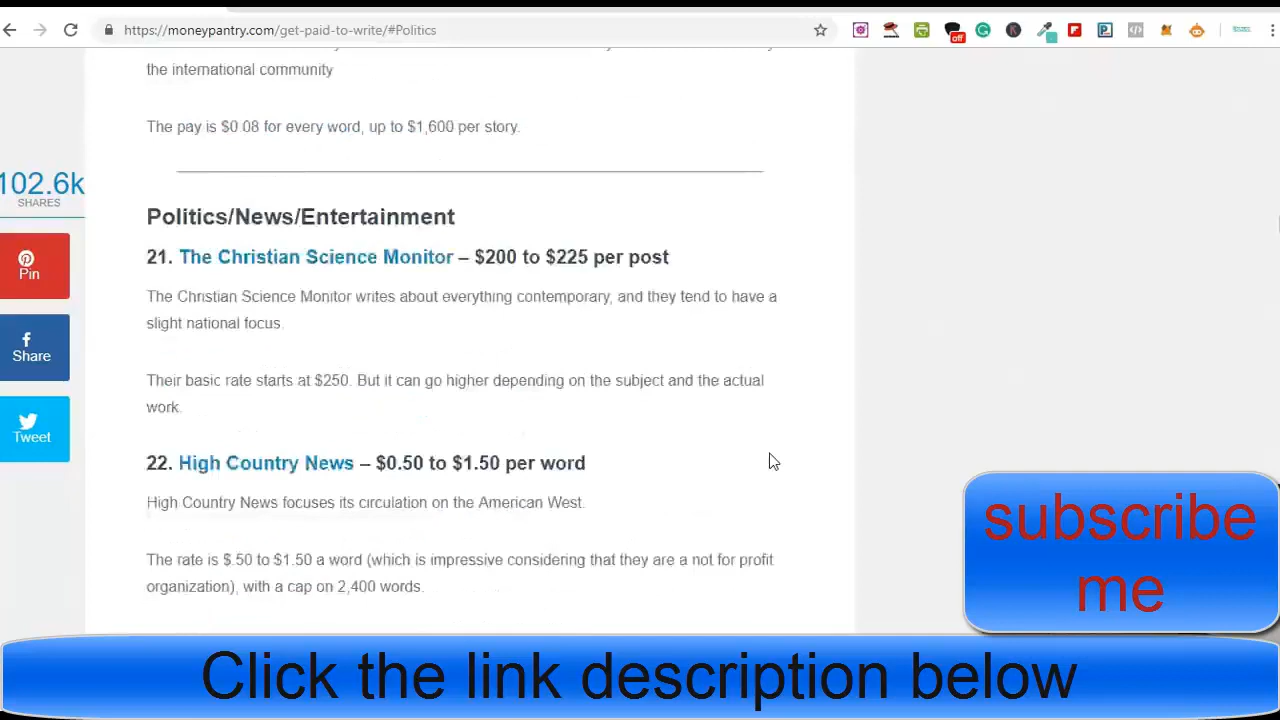 https://moneypantry.com/get-paid-to-write/#Politics
off
the international community
The pay is $0.08 for every word, up to $1,600 per story.
102.6k
SHARES
Pin
Share
Tweet
Politics/News/Entertainment
21. The Christian Science Monitor – $200 to $225 per post
The Christian Science Monitor writes about everything contemporary, and they tend to have a
slight national focus.
Their basic rate starts at $250. But it can go higher depending on the subject and the actual
work.
22. High Country News – $0.50 to $1.50 per word
High Country News focuses its circulation on the American West.
The rate is $.50 to $1.50 a word (which is impressive considering that they are a not for profit
organization), with a cap on 2,400 words.
subscribe
me
Click the link description below